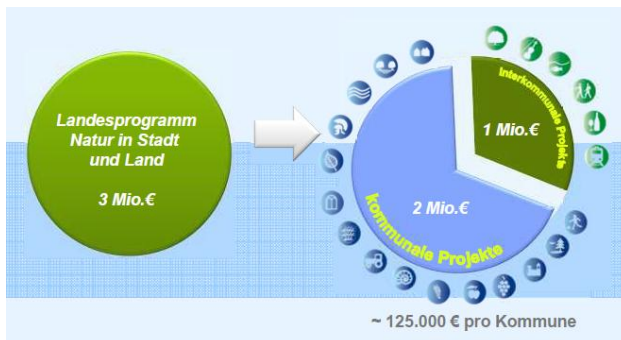 Landesprogramm
Natur in Stadt
und Land
3 Mio.€
Interkommunale Projekte
1 Mio.€
2 Mio.€
kommunale Projekte
~ 125.000 € pro Kommune